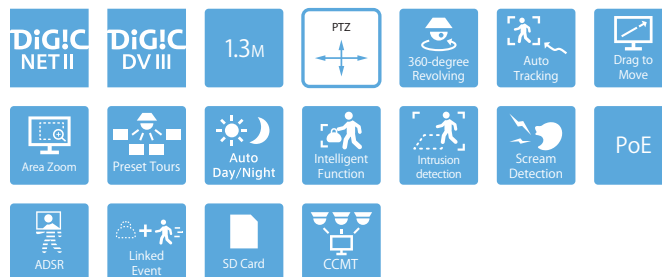 DiG!C
NET II
DiG!C
DV III
1.3M
PTZ
360-degree
Revolving
Auto
Tracking
Drag to
Move
Area Zoom
Preset Tours
Auto
Day/Night
Intelligent
Function
Intrusion
detection
Scream
Detection
PoE
ADSR
Linked
Event
SD Card
CCMT